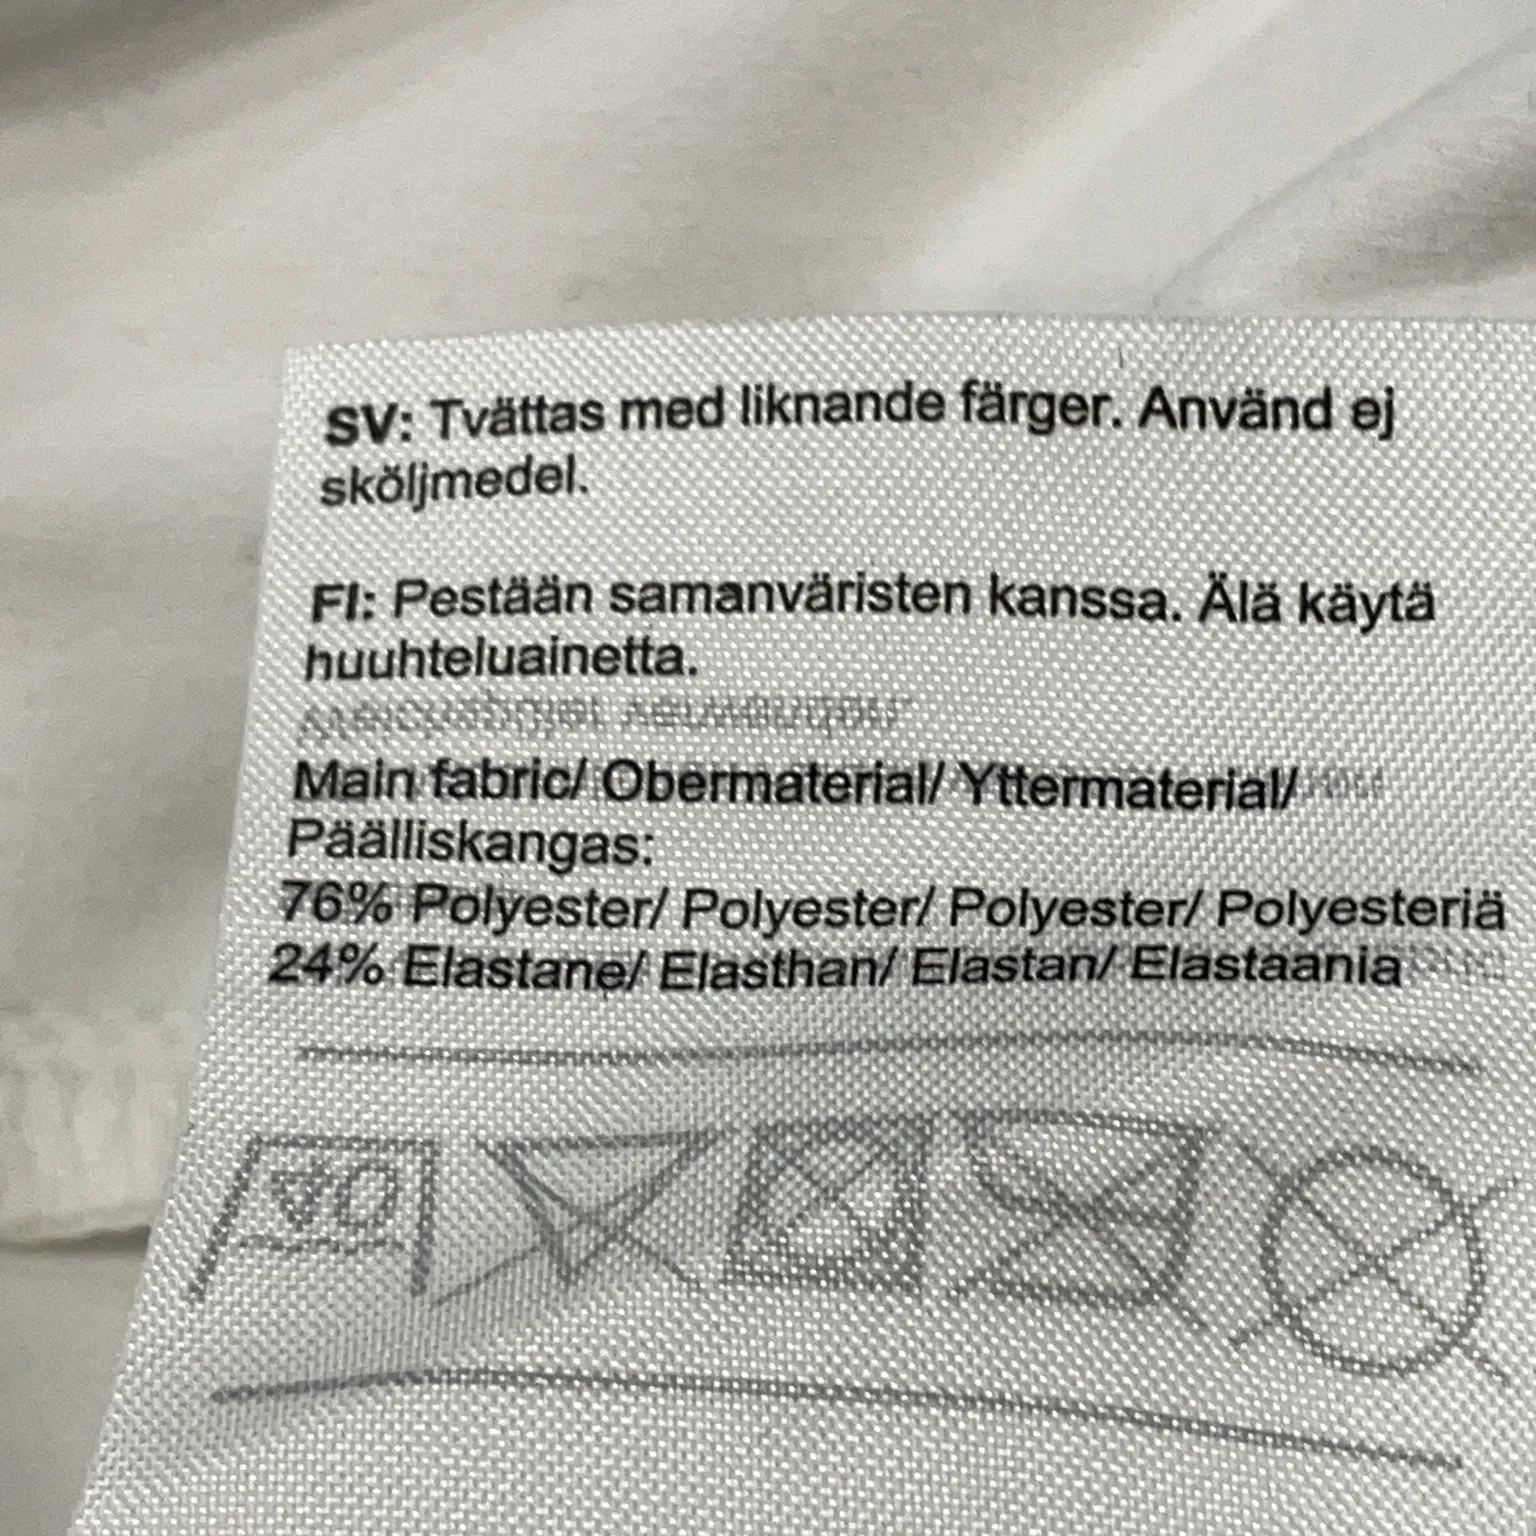 SV: Tvättas med liknande färger. Använd ej
sköljmedel.
FI: Pestään samanväristen kanssa. Älä käytä
huuhteluainetta.
Main fabric/ Obermaterial/ Yttermaterial/
Päälliskangas:
76% Polyester/ Polyester/ Polyester/ Polyesteriä
24% Elastane/ Elasthan/ Elastan/ Elastaania